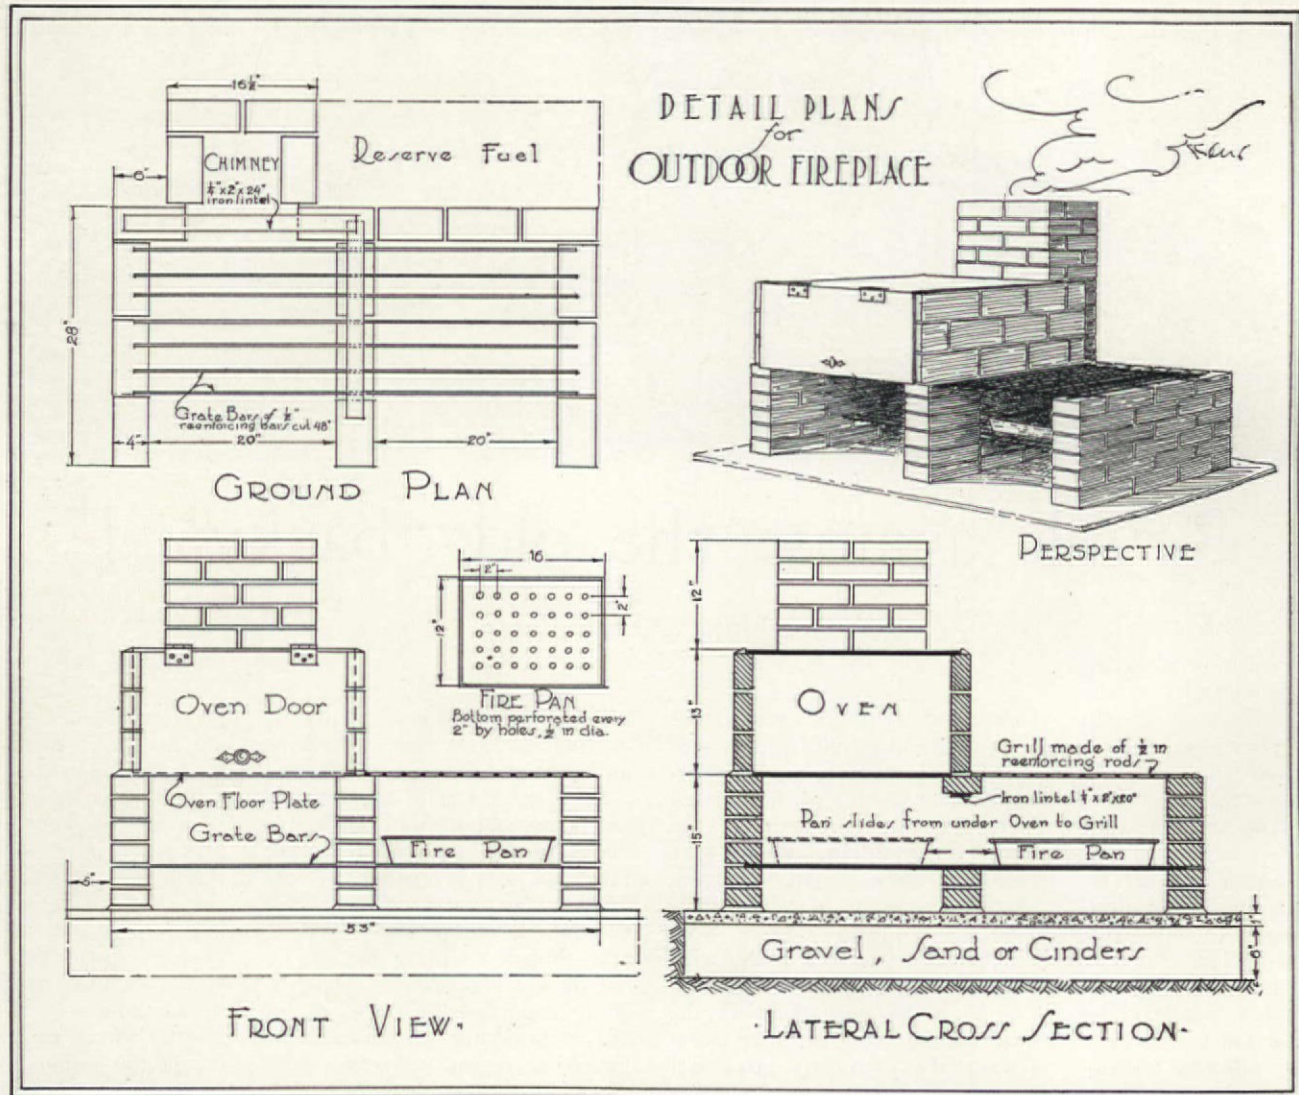 DETAIL PLANS
for
OUTDOOR FIREPLACE
16½"
CHIMNEY
Reserve Fuel
6"
¼"x2"x24"
iron lintel
28"
Grate Bars of ½"
reenforcing bars cut 48"
4"
20"
20"
GROUND PLAN
PERSPECTIVE
16
2"
12"
2"
FIRE PAN
Bottom perforated every
2" by holes, ½" in dia.
Oven Door
Oven Floor Plate
Grate Bars
Fire Pan
5"
53"
FRONT VIEW.
12"
13"
OVEN
Grill made of ½ in
reenforcing rods
Iron lintel ¼"x2"x20"
Pan slides from under Oven to Grill
15"
Fire Pan
1"
6"
Gravel, Sand or Cinders
·LATERAL CROSS SECTION·